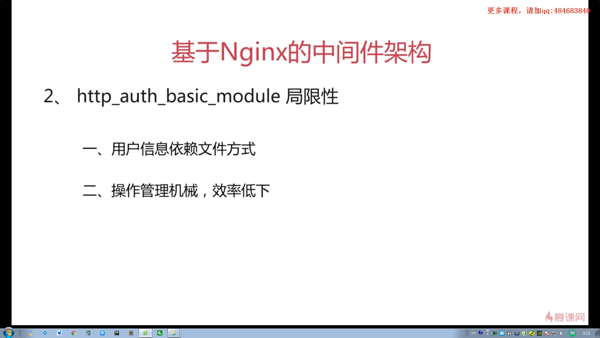 更多课程，请加qq:484683840
基于Nginx的中间件架构
2、 http_auth_basic_module 局限性
一、用户信息依赖文件方式
二、操作管理机械，效率低下
慕课网